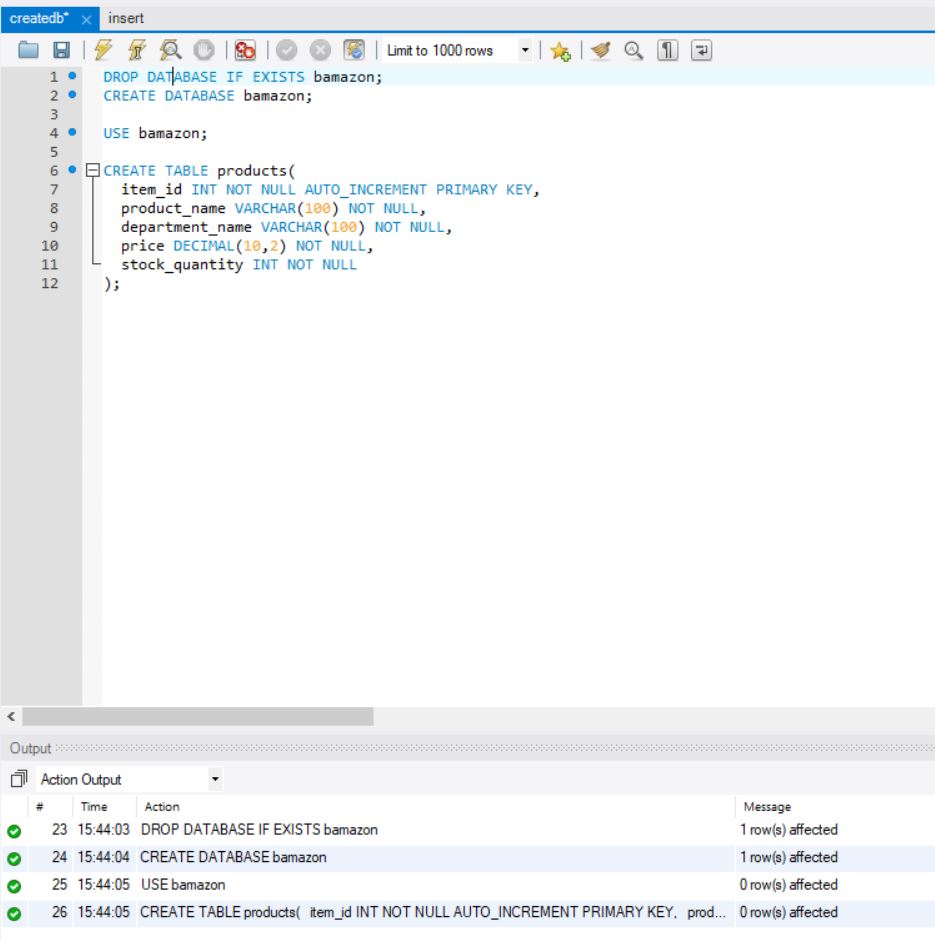 createdb*
insert
Limit to 1000 rows
1 DROP DATABASE IF EXISTS bamazon;
2 CREATE DATABASE bamazon;
3
4 USE bamazon;
5
6 CREATE TABLE products(
7 item_id INT NOT NULL AUTO_INCREMENT PRIMARY KEY,
8 product_name VARCHAR(100) NOT NULL,
9 department_name VARCHAR(100) NOT NULL,
10 price DECIMAL(10,2) NOT NULL,
11 stock_quantity INT NOT NULL
12 );
Output
Action Output
# Time Action Message
23 15:44:03 DROP DATABASE IF EXISTS bamazon 1 row(s) affected
24 15:44:04 CREATE DATABASE bamazon 1 row(s) affected
25 15:44:05 USE bamazon 0 row(s) affected
26 15:44:05 CREATE TABLE products( item_id INT NOT NULL AUTO_INCREMENT PRIMARY KEY, prod... 0 row(s) affected